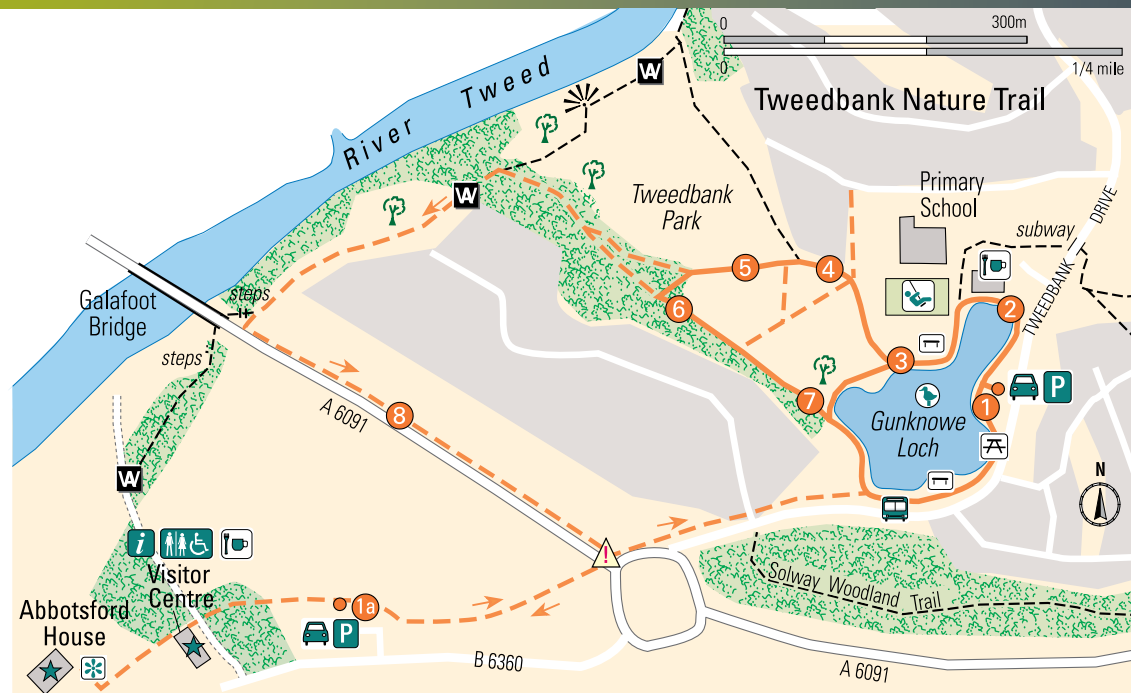 0 300m
0 1/4 mile
Tweedbank Nature Trail
River Tweed
W
Tweedbank
Park
Primary
School
subway
TWEEDBANK DRIVE
5
4
6
2
3
7
1
P
Gunknowe
Loch
N
W
Galafoot
Bridge
steps
steps
8
A 6091
W
i
Visitor
Centre
Abbotsford
House
1a
P
!
Solway Woodland Trail
B 6360
A 6091